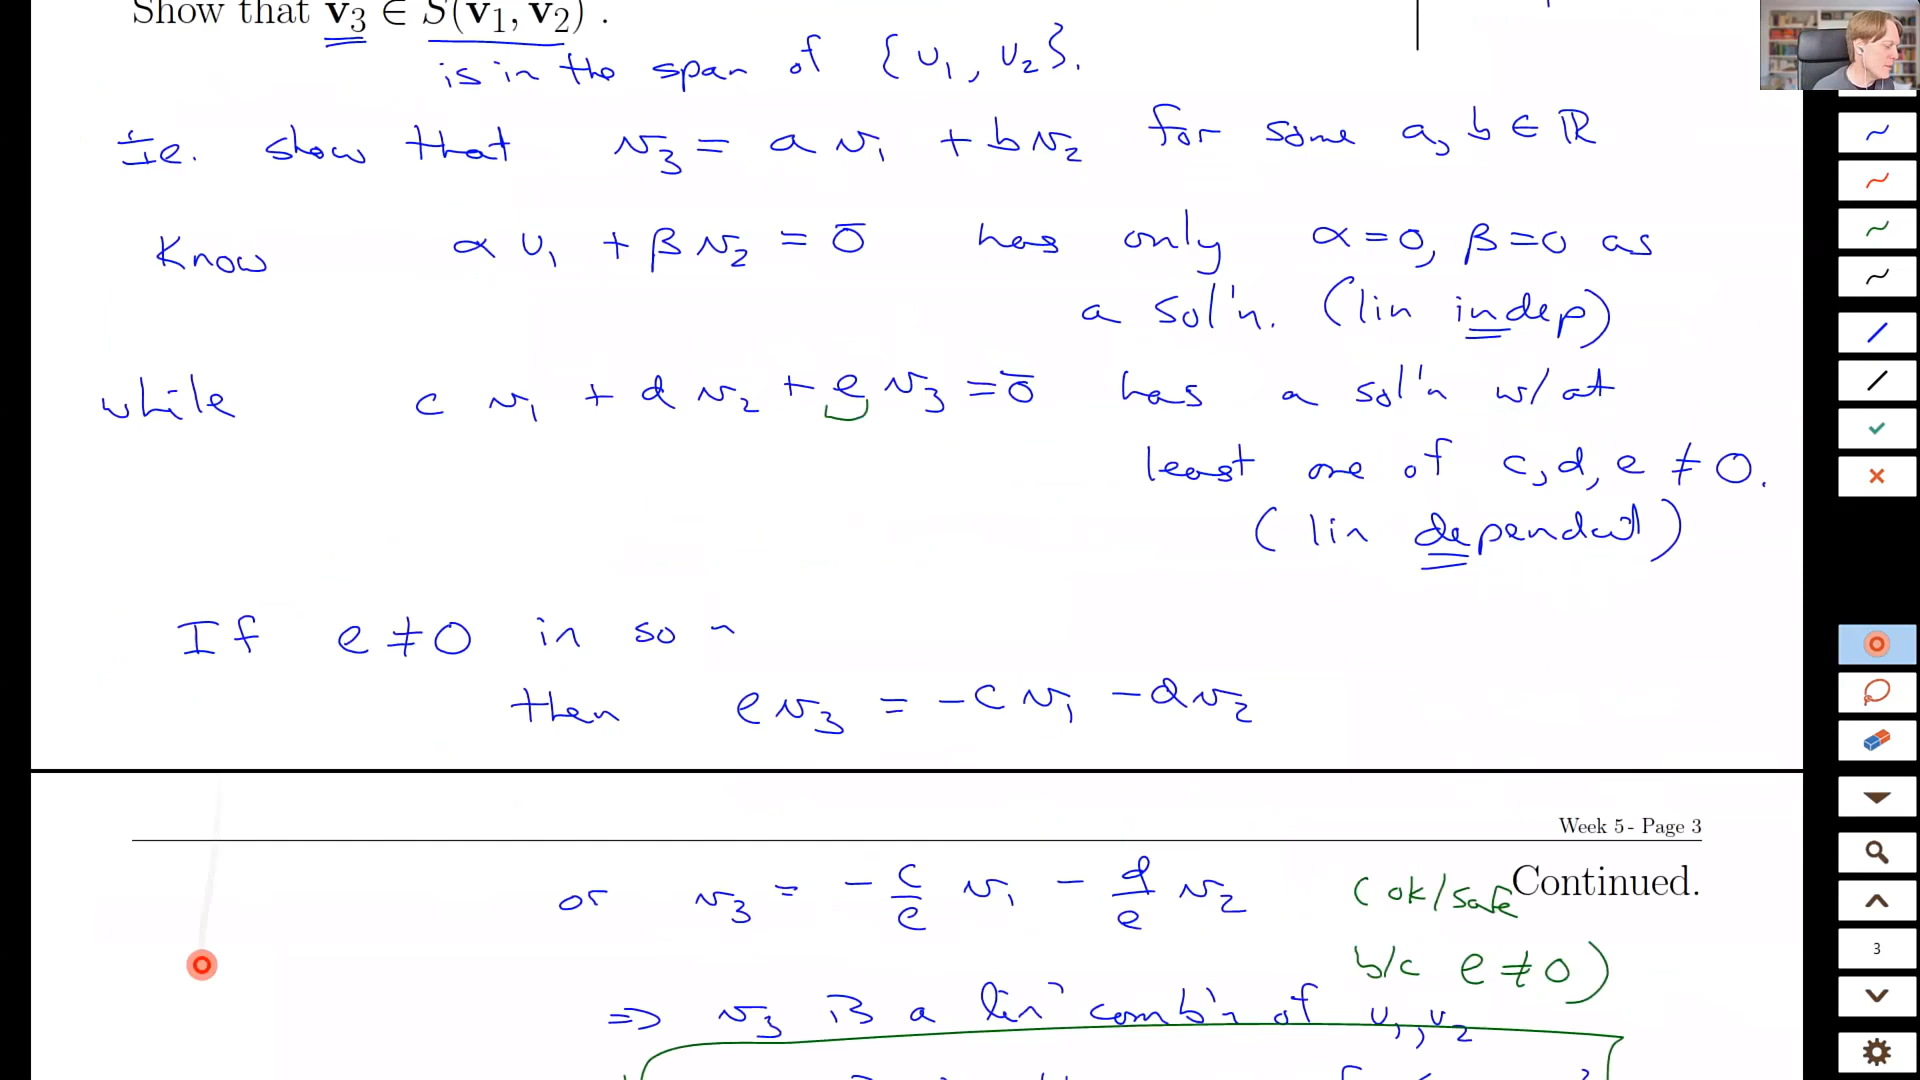 Show that v₃ ∈ S(v₁, v₂) .
is in the span of {v₁, v₂}.
Ie. show that v₃ = a v₁ + b v₂ for some a, b ∈ ℝ
Know α v₁ + β v₂ = 0̄ has only α = 0, β = 0 as
a sol'n. (lin indep)
while c v₁ + d v₂ + e v₃ = 0̄ has a sol'n w/ at
least one of c, d, e ≠ 0.
(lin dependent)
If e ≠ 0 in
then e v₃ = -c v₁ - d v₂
Week 5 - Page 3
Continued.
or v₃ = - c/e v₁ - d/e v₂ (ok/safe
b/c e ≠ 0)
⇒ v₃ is a lin' comb'n of v₁, v₂
3